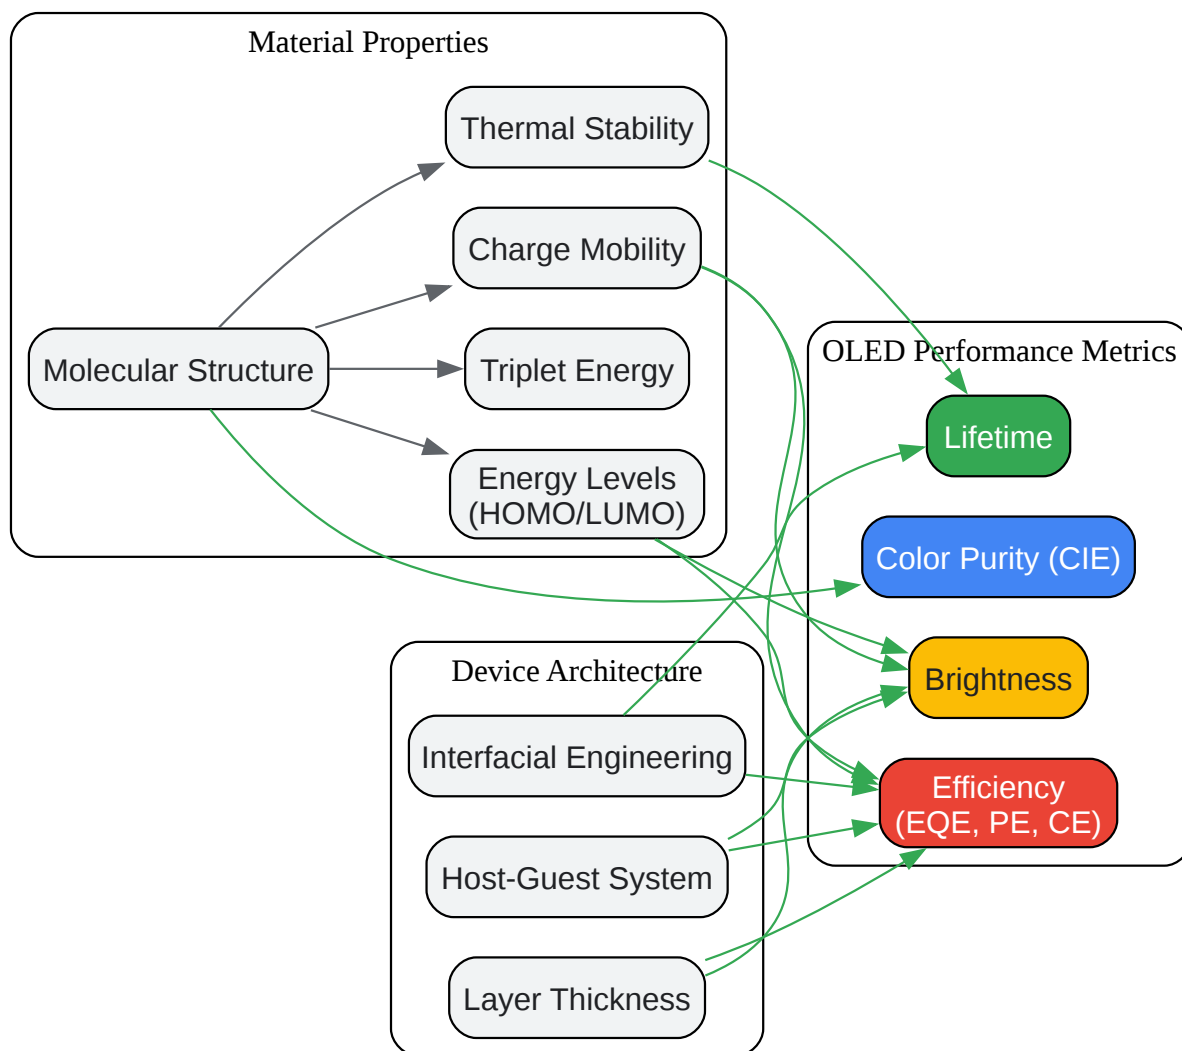 Material Properties
Thermal Stability
Charge Mobility
Molecular Structure
Triplet Energy
Energy Levels
(HOMO/LUMO)
OLED Performance Metrics
Lifetime
Color Purity (CIE)
Brightness
Efficiency
(EQE, PE, CE)
Device Architecture
Interfacial Engineering
Host-Guest System
Layer Thickness